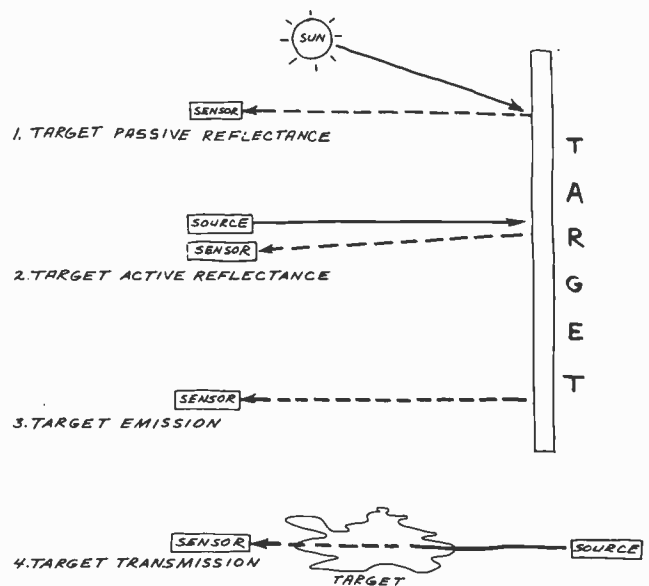 SUN
SENSOR
1. TARGET PASSIVE REFLECTANCE
SOURCE
SENSOR
2. TARGET ACTIVE REFLECTANCE
SENSOR
3. TARGET EMISSION
TARGET
SENSOR
SOURCE
4. TARGET TRANSMISSION
TARGET